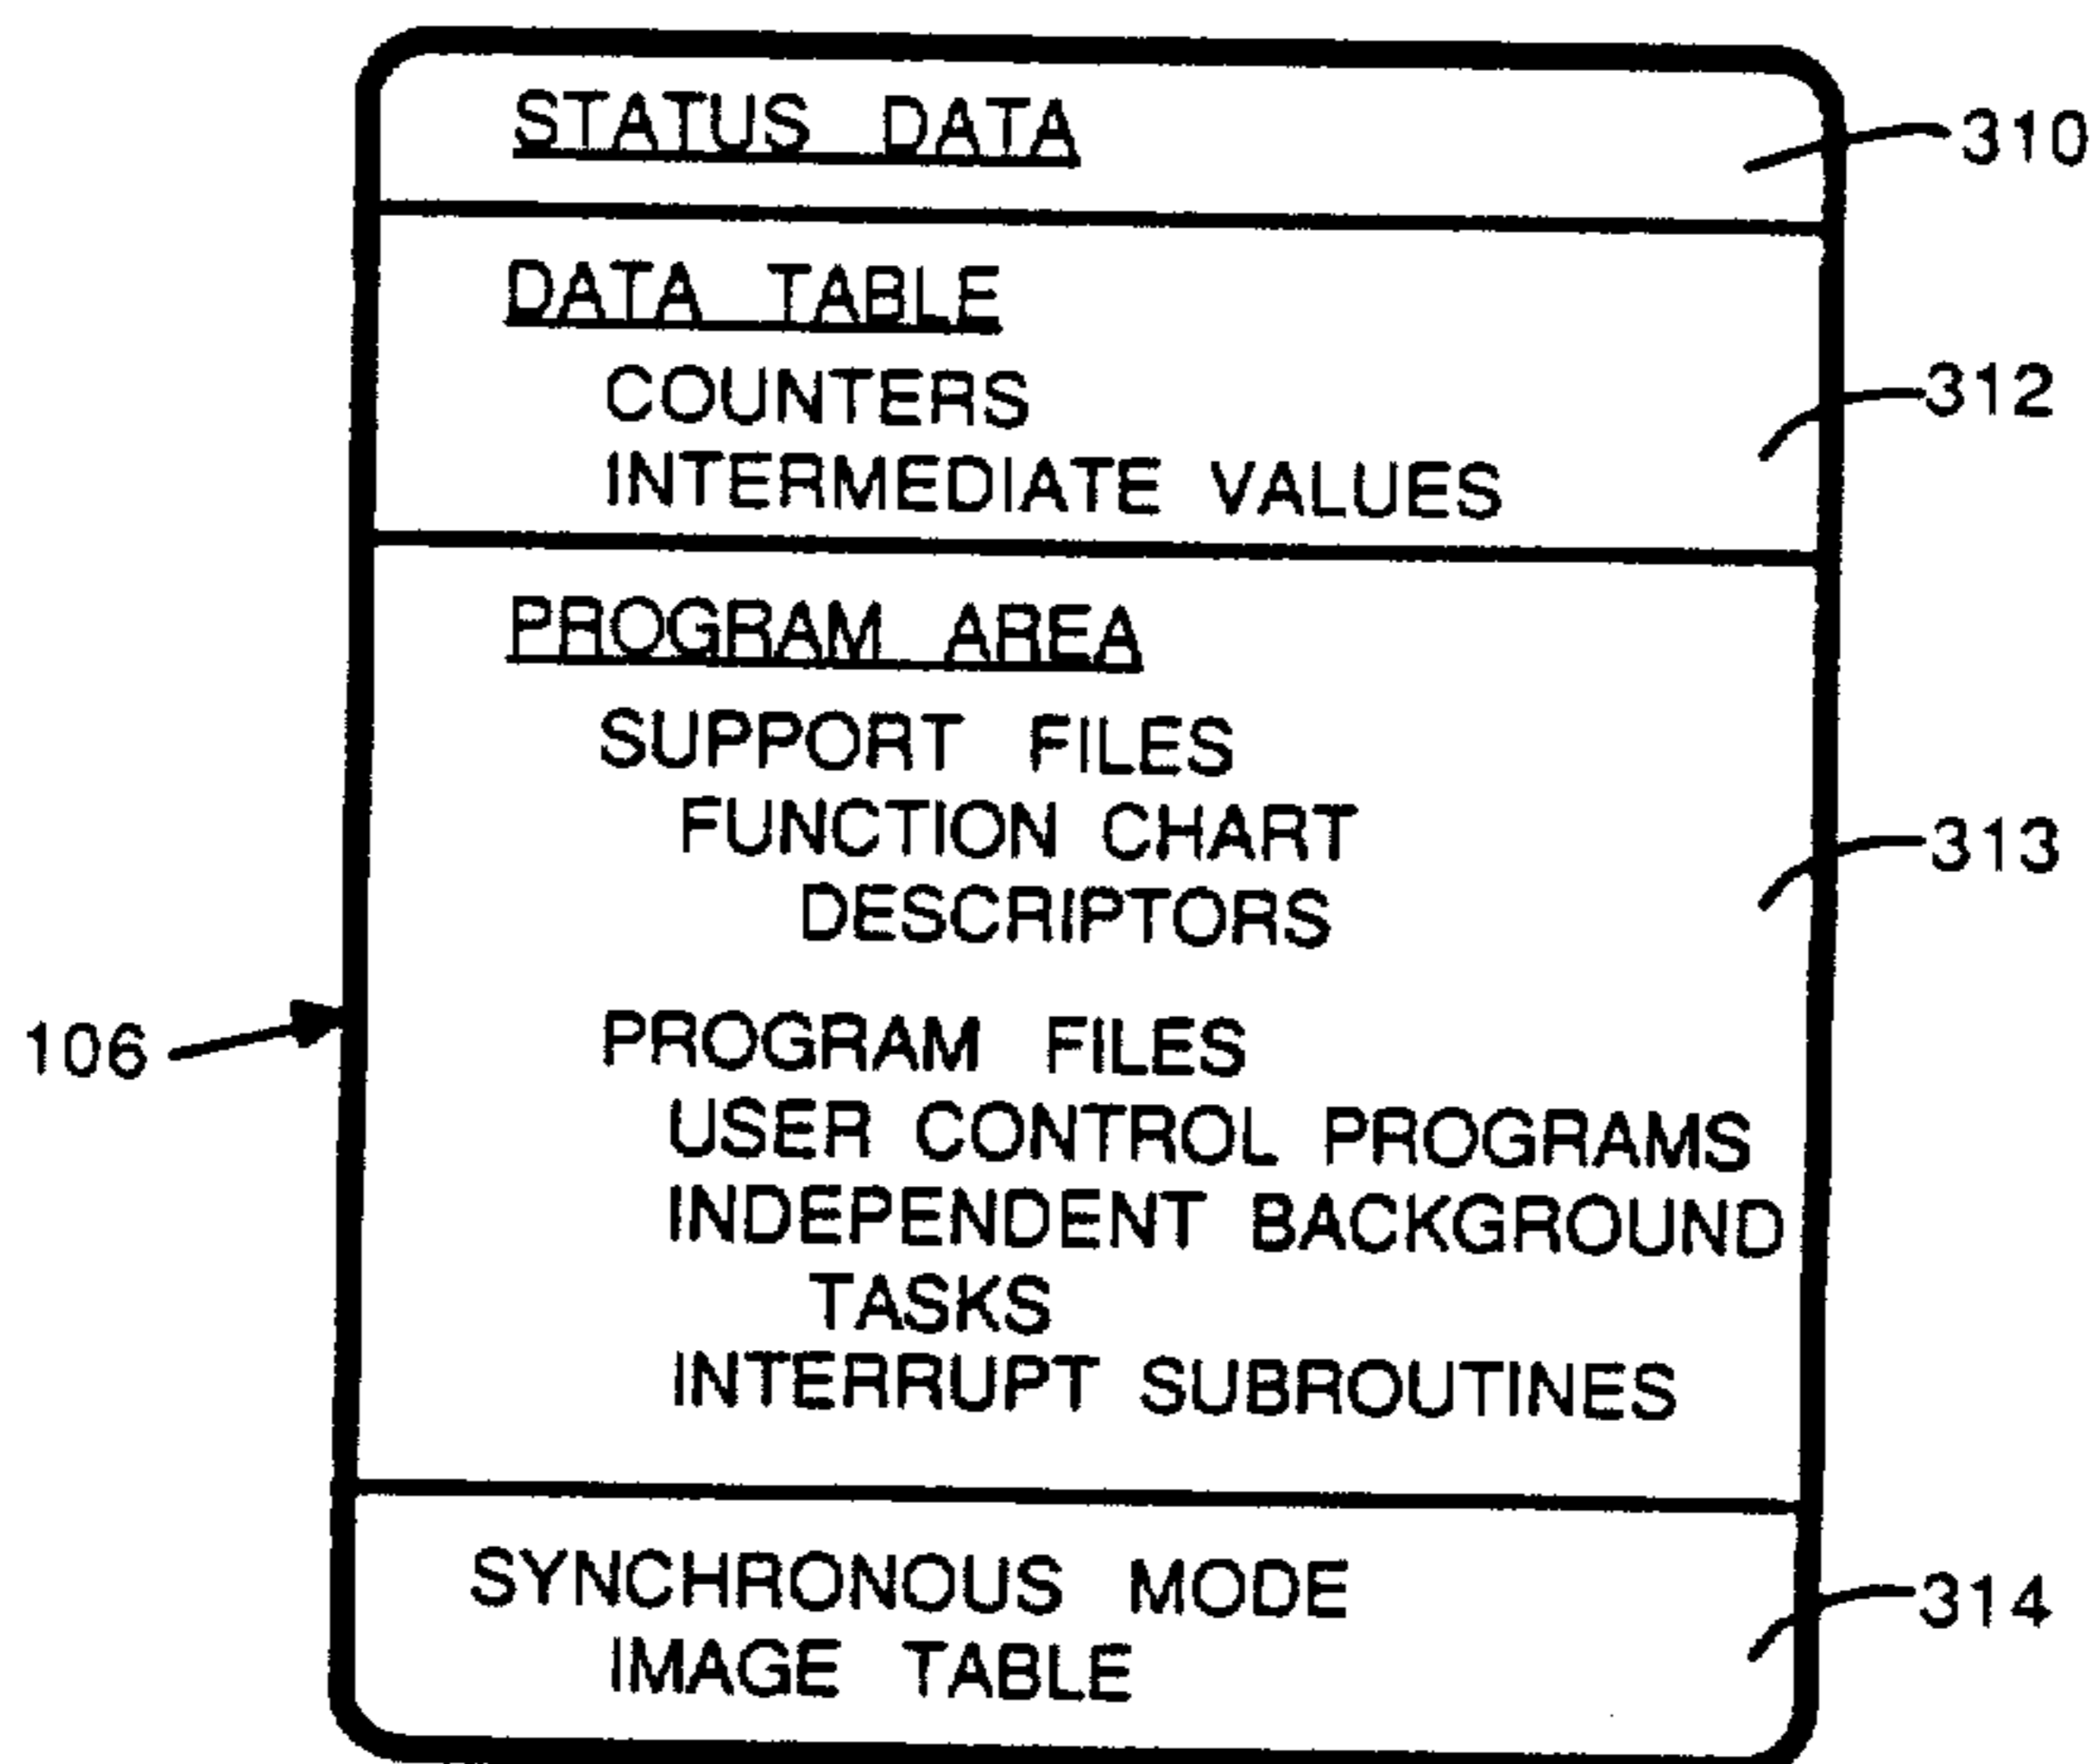 STATUS DATA
310
DATA TABLE
COUNTERS
312
INTERMEDIATE VALUES
PROGRAM AREA
SUPPORT FILES
FUNCTION CHART
313
DESCRIPTORS
106
PROGRAM FILES
USER CONTROL PROGRAMS
INDEPENDENT BACKGROUND
TASKS
INTERRUPT SUBROUTINES
SYNCHRONOUS MODE
314
IMAGE TABLE